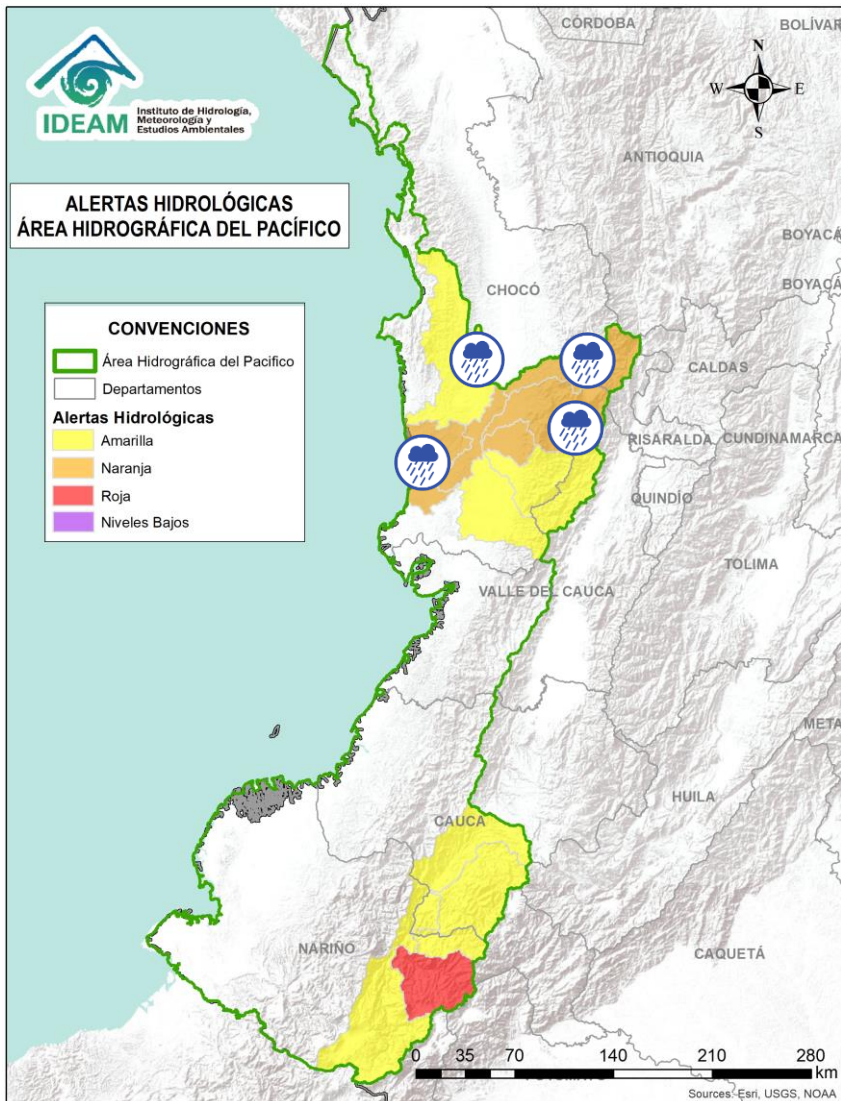 IDEAM
Instituto de Hidrología,
Meteorología y
Estudios Ambientales
ALERTAS HIDROLÓGICAS
ÁREA HIDROGRÁFICA DEL PACÍFICO
CONVENCIONES
Área Hidrográfica del Pacifico
Departamentos
Alertas Hidrológicas
Amarilla
Naranja
Roja
Niveles Bajos
N
W
E
S
CÓRDOBA
BOLÍVAR
ANTIOQUIA
BOYACÁ
BOYACÁ
CHOCÓ
CALDAS
RISARALDA
CUNDINAMARCA
QUINDÍO
TOLIMA
VALLE DEL CAUCA
META
HUILA
CAUCA
NARIÑO
CAQUETÁ
0 35 70 140 210 280
km
Sources: Esri, USGS, NOAA